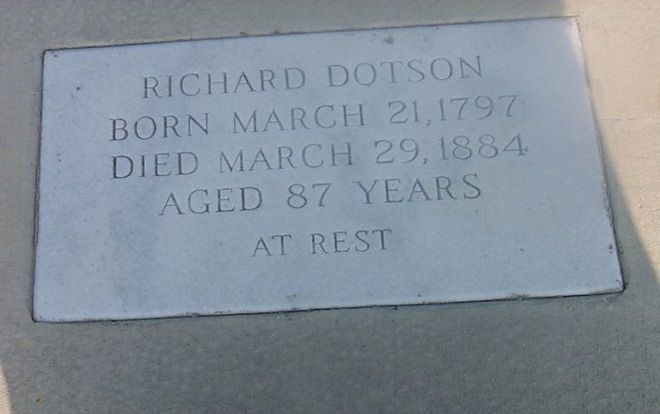 RICHARD DOTSON
BORN MARCH 21,1797
DIED MARCH 29,1884
AGED 87 YEARS
AT REST